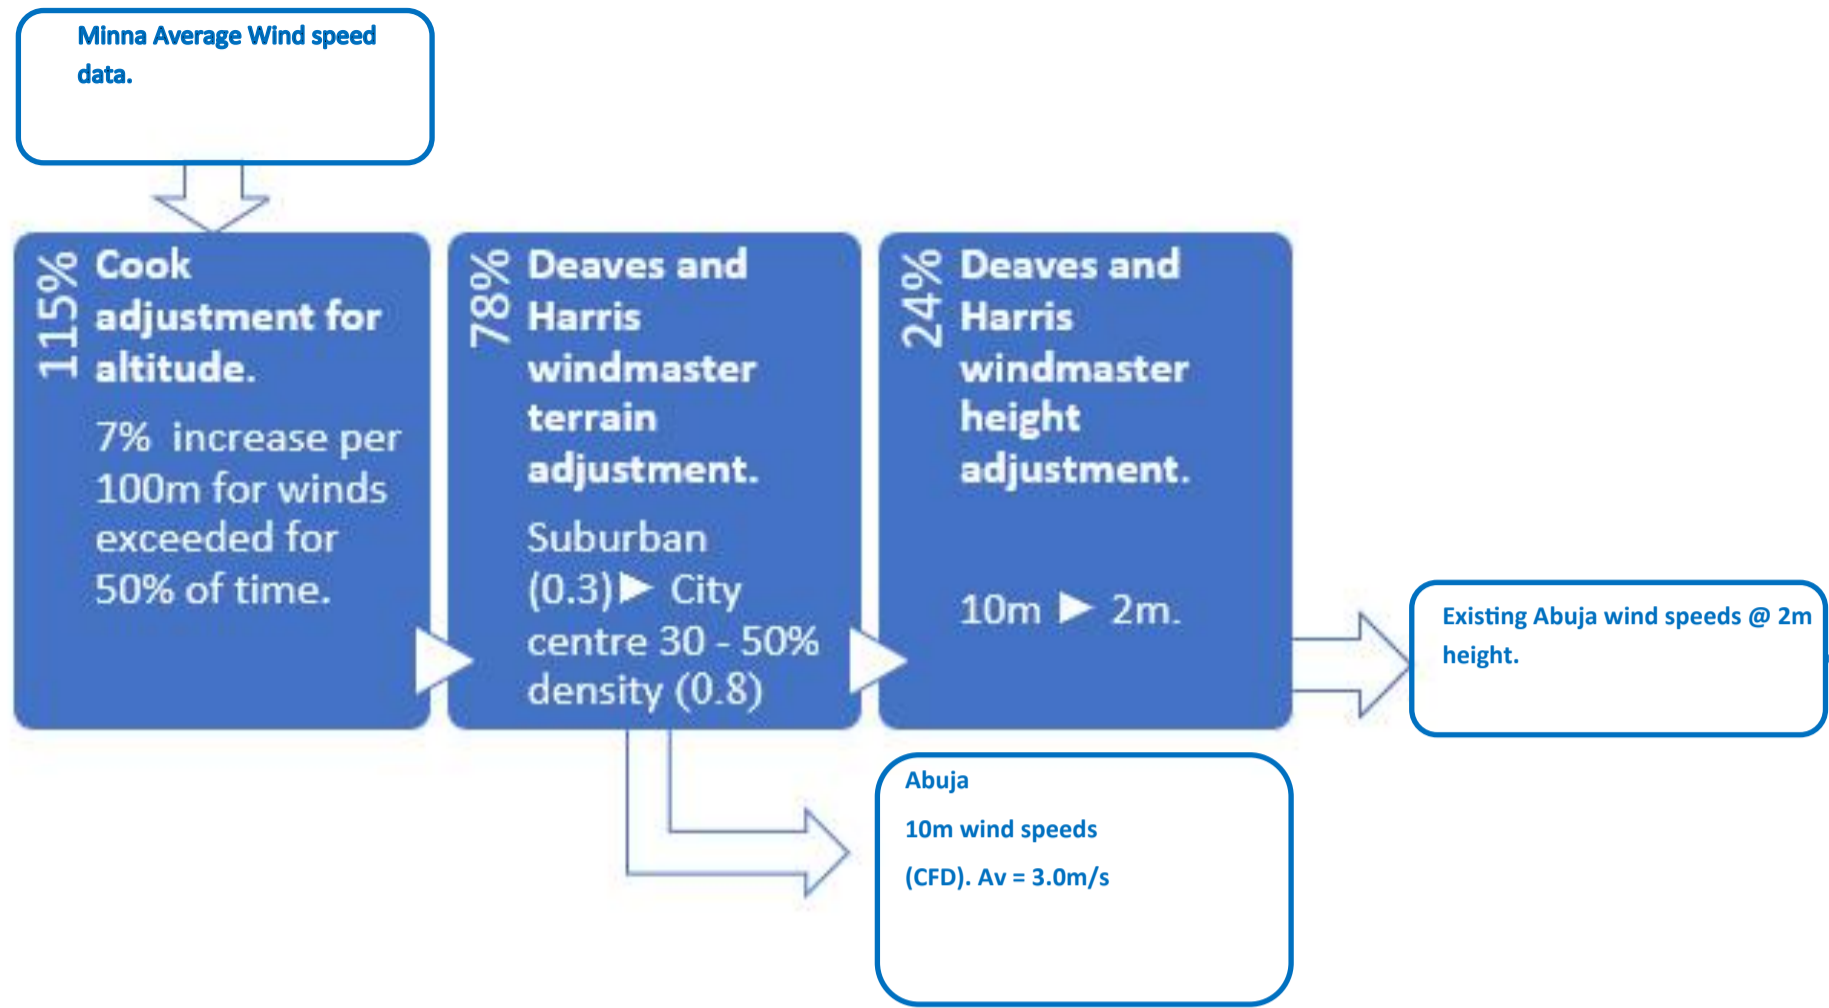 Minna Average Wind speed
data.
115%
Cook
adjustment for
altitude.
7% increase per
100m for winds
exceeded for
50% of time.
78%
Deaves and
Harris
windmaster
terrain
adjustment.
Suburban
(0.3)▶ City
centre 30 - 50%
density (0.8)
24%
Deaves and
Harris
windmaster
height
adjustment.
10m ▶ 2m.
Existing Abuja wind speeds @ 2m
height.
Abuja
10m wind speeds
(CFD). Av = 3.0m/s